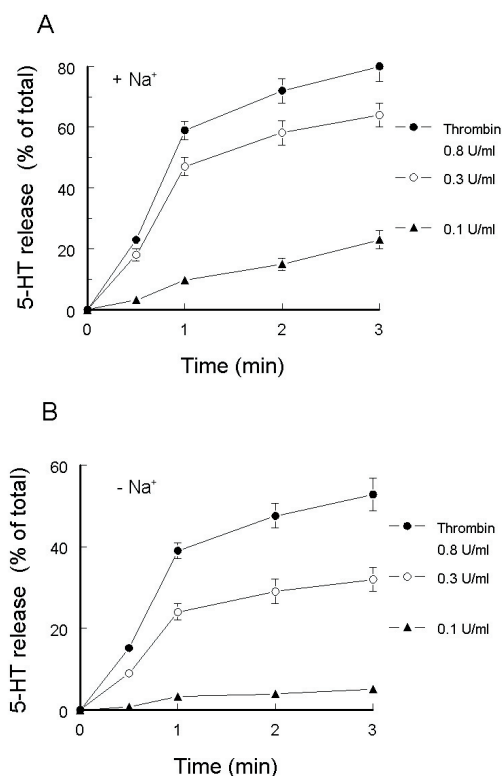 A
+ Na⁺
5-HT release (% of total)
80
60
40
20
0
0 1 2 3
Time (min)
Thrombin
0.8 U/ml
0.3 U/ml
0.1 U/ml
B
- Na⁺
5-HT release (% of total)
60
40
20
0
0 1 2 3
Time (min)
Thrombin
0.8 U/ml
0.3 U/ml
0.1 U/ml